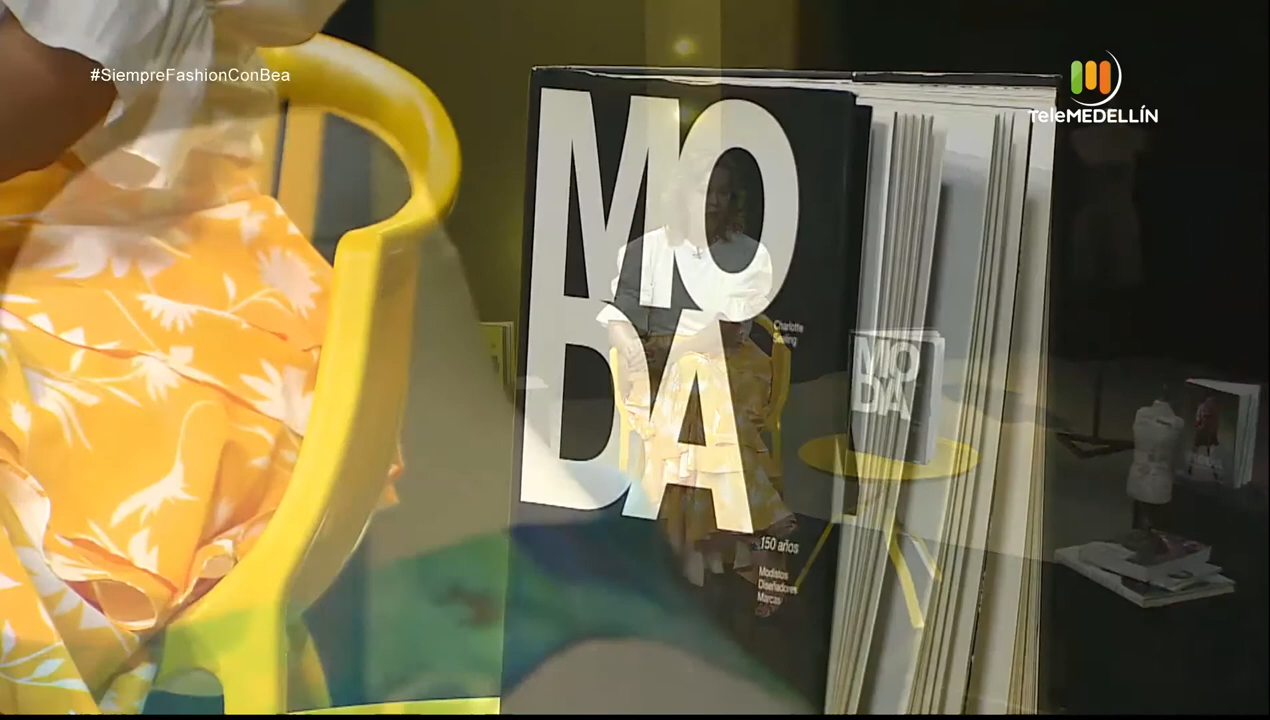 #SiempreFashionConBea
TeleMEDELLÍN
MO
DA
Charlotte
Seeling
150 años
Modistos
Diseñadores
Marcas
MO
DA